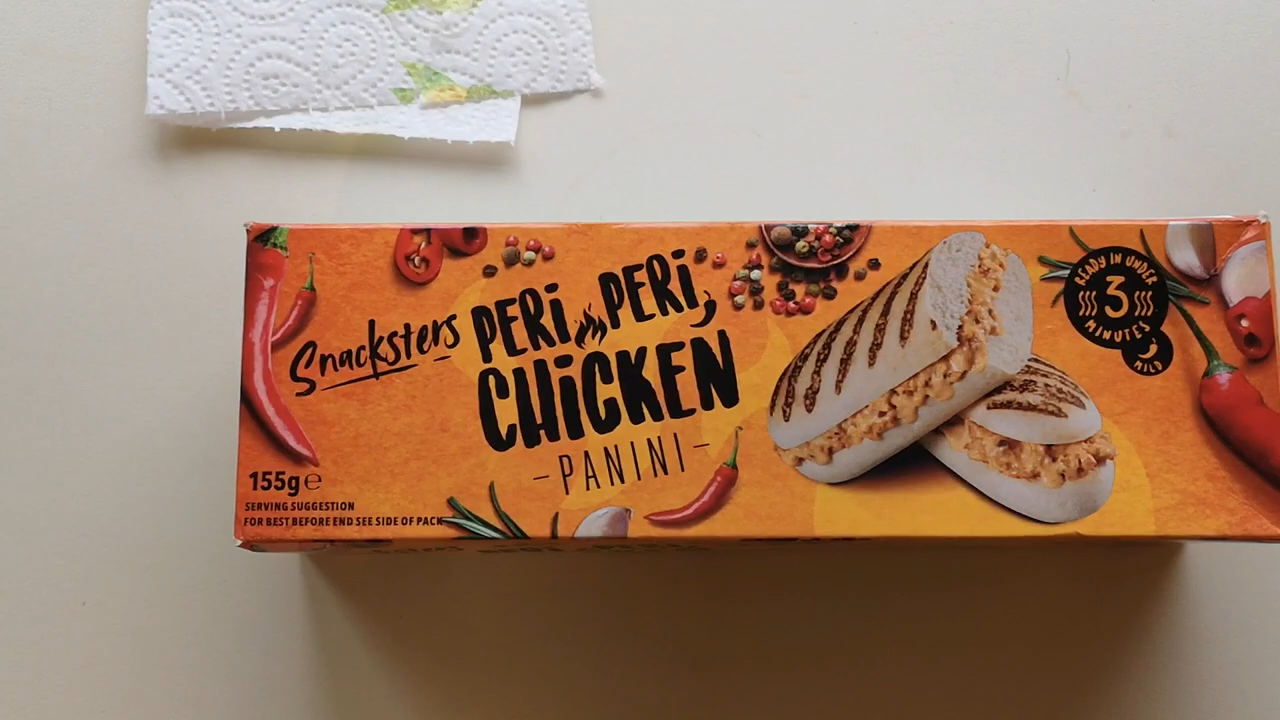 Snacksters
PERi PERi,
CHiCKEN
-PANINI-
READY IN UNDER
3
MINUTES
MILD
155g e
SERVING SUGGESTION
FOR BEST BEFORE END SEE SIDE OF PACK